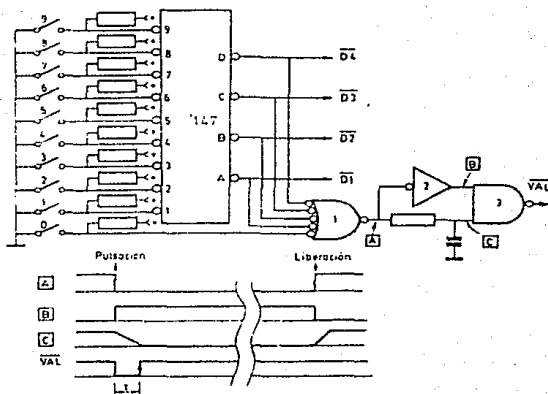 9
8
7
6
5
4
3
2
1
0
+
+
+
+
+
+
+
+
+
+
9
8
7
6
5
4
3
2
1
'147
D
C
B
A
D4
D3
D2
D1
1
2
3
A
B
C
VAL
Pulsación
Liberación
A
B
C
VAL
t